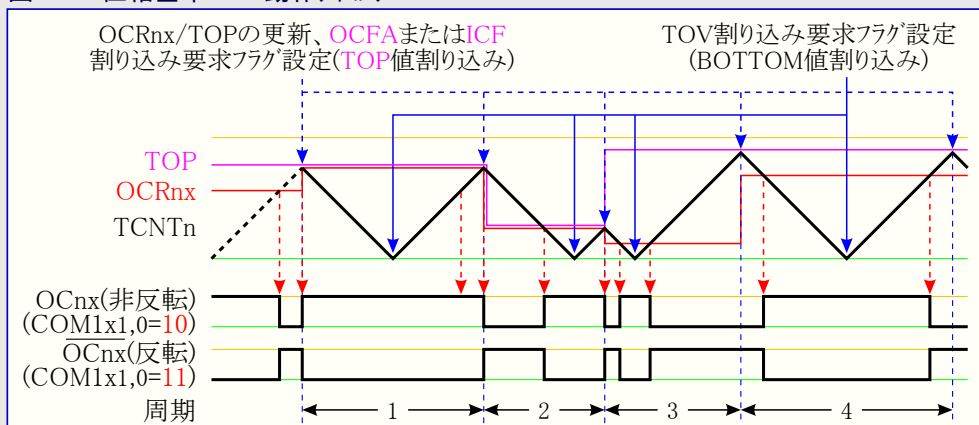 OCRnx/TOPの更新、OCFAまたはICF
割り込み要求フラグ設定(TOP値割り込み)
TOV割り込み要求フラグ設定
(BOTTOM値割り込み)
TOP
OCRnx
TCNTn
OCnx(非反転)
(COM1x1,0=10)
OCnx(反転)
(COM1x1,0=11)
周期
1
2
3
4